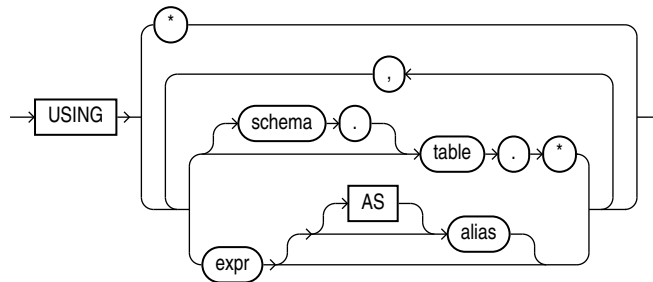 *
,
USING
schema .
table . *
AS
alias
expr